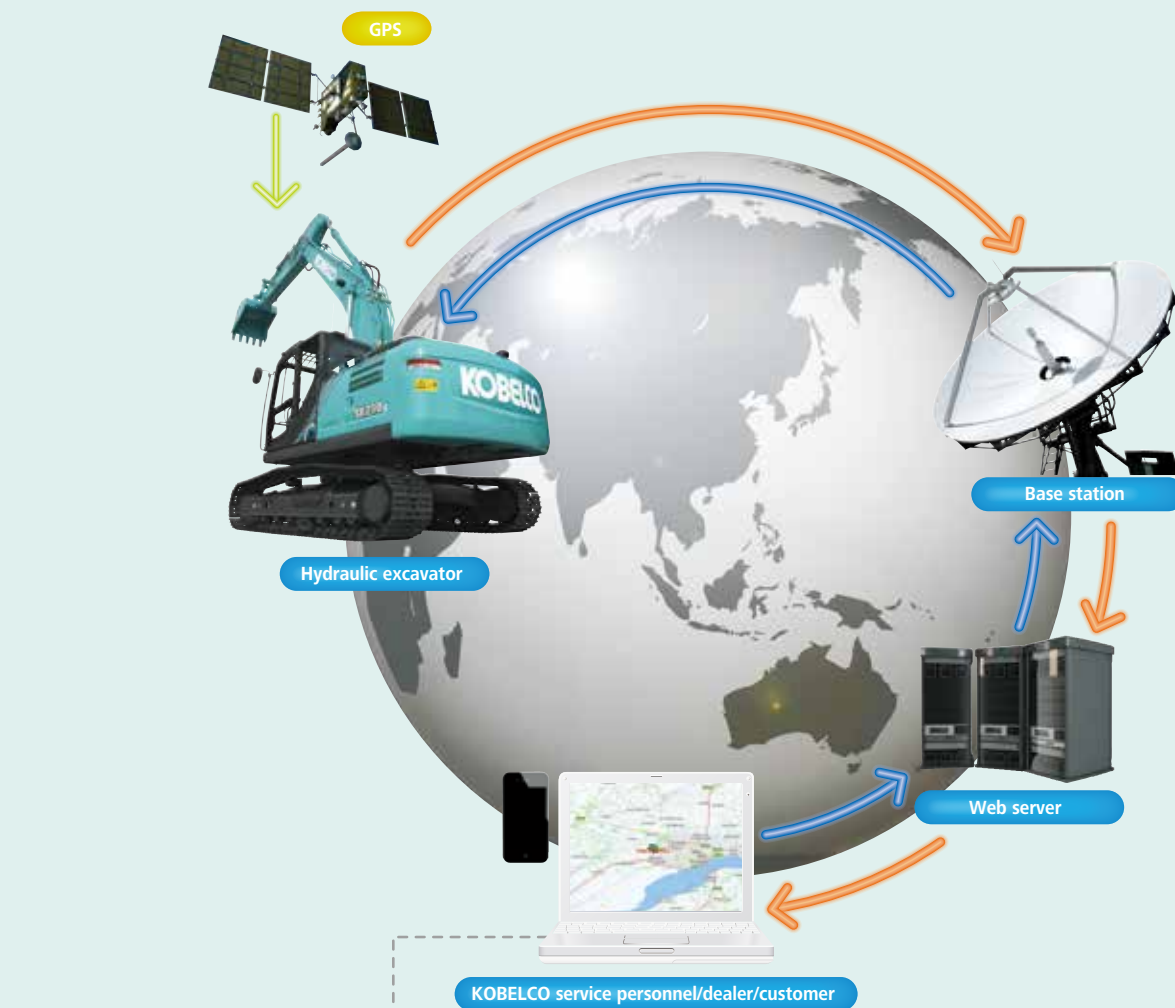 GPS
KOBELCO
Base station
Hydraulic excavator
Web server
KOBELCO service personnel/dealer/customer